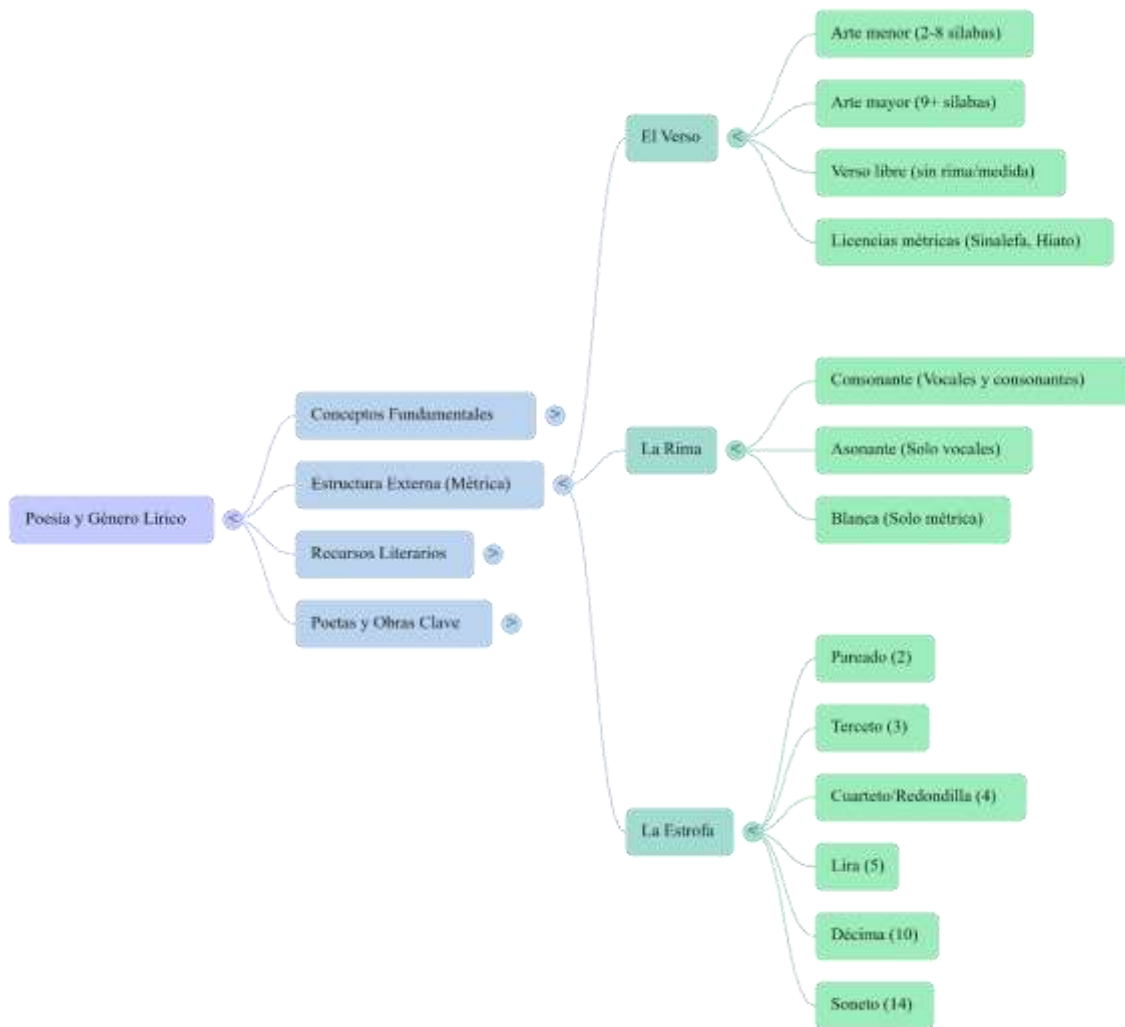 Poesía y Género Lírico
Conceptos Fundamentales
Estructura Externa (Métrica)
Recursos Literarios
Poetas y Obras Clave
El Verso
Arte menor (2-8 sílabas)
Arte mayor (9+ sílabas)
Verso libre (sin rima/medida)
Licencias métricas (Sinalefa, Hiato)
La Rima
Consonante (Vocales y consonantes)
Asonante (Solo vocales)
Blanca (Solo métrica)
La Estrofa
Pareado (2)
Terceto (3)
Cuarteto/Redondilla (4)
Lira (5)
Décima (10)
Soneto (14)